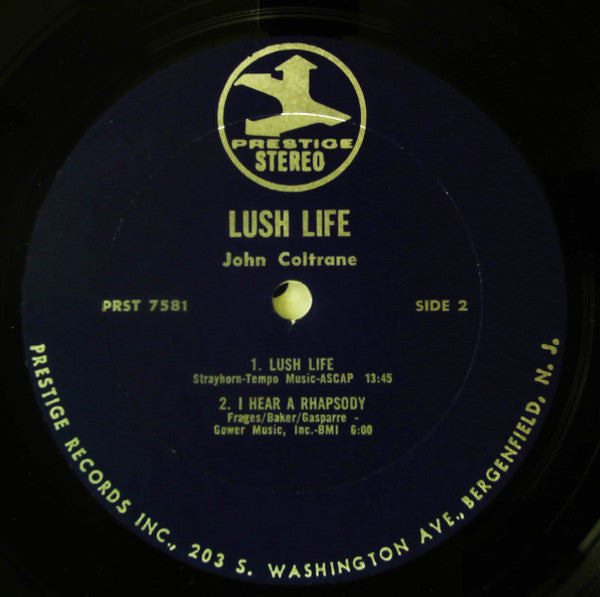 PRESTIGE
STEREO
LUSH LIFE
John Coltrane
PRST 7581
SIDE 2
1. LUSH LIFE
Strayhorn-Tempo Music-ASCAP 13:45
2. I HEAR A RHAPSODY
Frages/Baker/Gasparre -
Gower Music, Inc.-BMI 6:00
PRESTIGE RECORDS INC., 203 S. WASHINGTON AVE., BERGENFIELD, N. J.